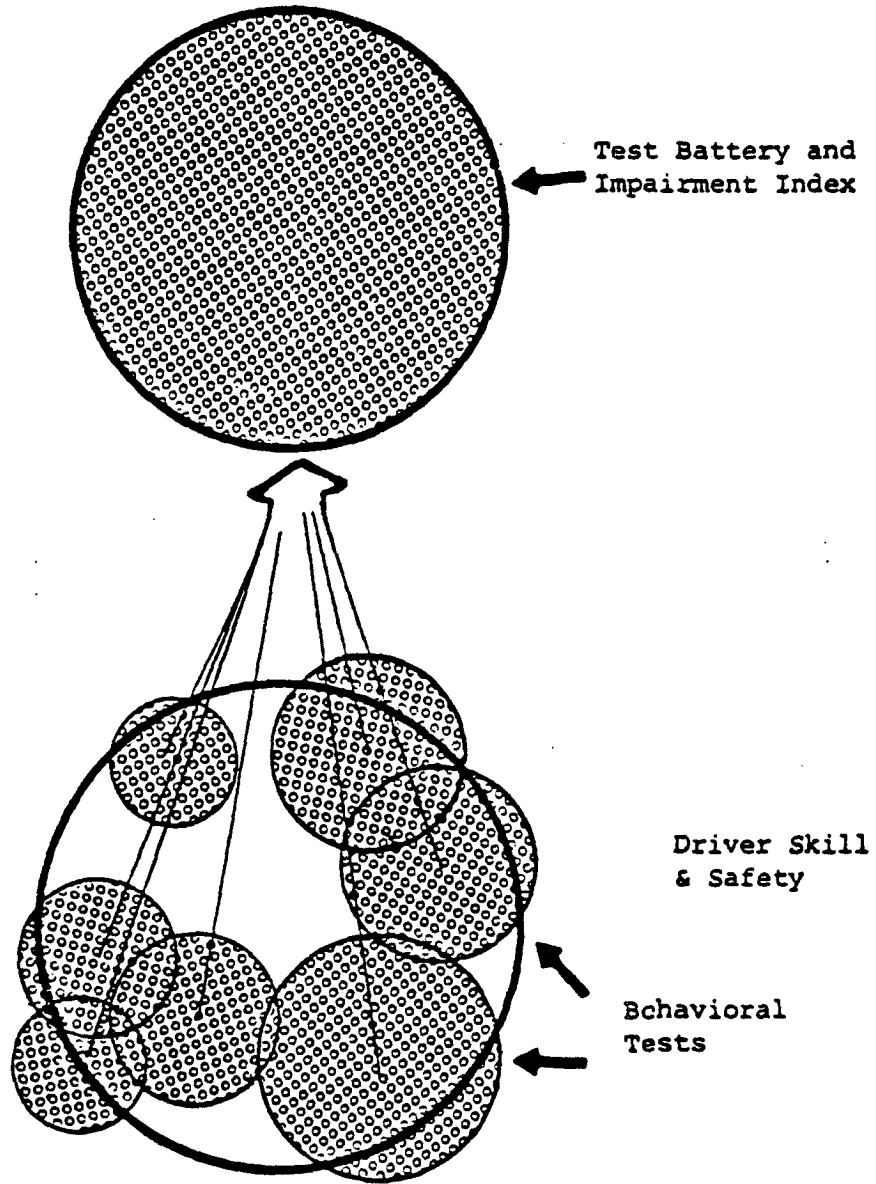 Test Battery and
Impairment Index
Driver Skill
& Safety
Bchavioral
Tests